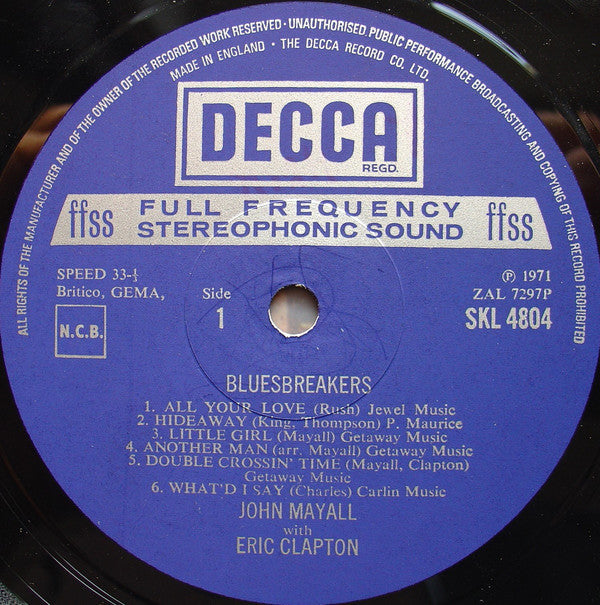 ALL RIGHTS OF THE MANUFACTURER AND OF THE OWNER OF THE RECORDED WORK RESERVED · UNAUTHORISED PUBLIC PERFORMANCE BROADCASTING AND COPYING OF THIS RECORD PROHIBITED
MADE IN ENGLAND · THE DECCA RECORD CO. LTD.
DECCA
REGD.
ffss FULL FREQUENCY ffss
STEREOPHONIC SOUND
SPEED 33-⅓
Britico, GEMA,
N.C.B.
Side
1
℗ 1971
ZAL 7297P
SKL 4804
BLUESBREAKERS
1. ALL YOUR LOVE (Rush) Jewel Music
2. HIDEAWAY (King, Thompson) P. Maurice
3. LITTLE GIRL (Mayall) Getaway Music
4. ANOTHER MAN (arr. Mayall) Getaway Music
5. DOUBLE CROSSIN' TIME (Mayall, Clapton)
Getaway Music
6. WHAT'D I SAY (Charles) Carlin Music
JOHN MAYALL
with
ERIC CLAPTON